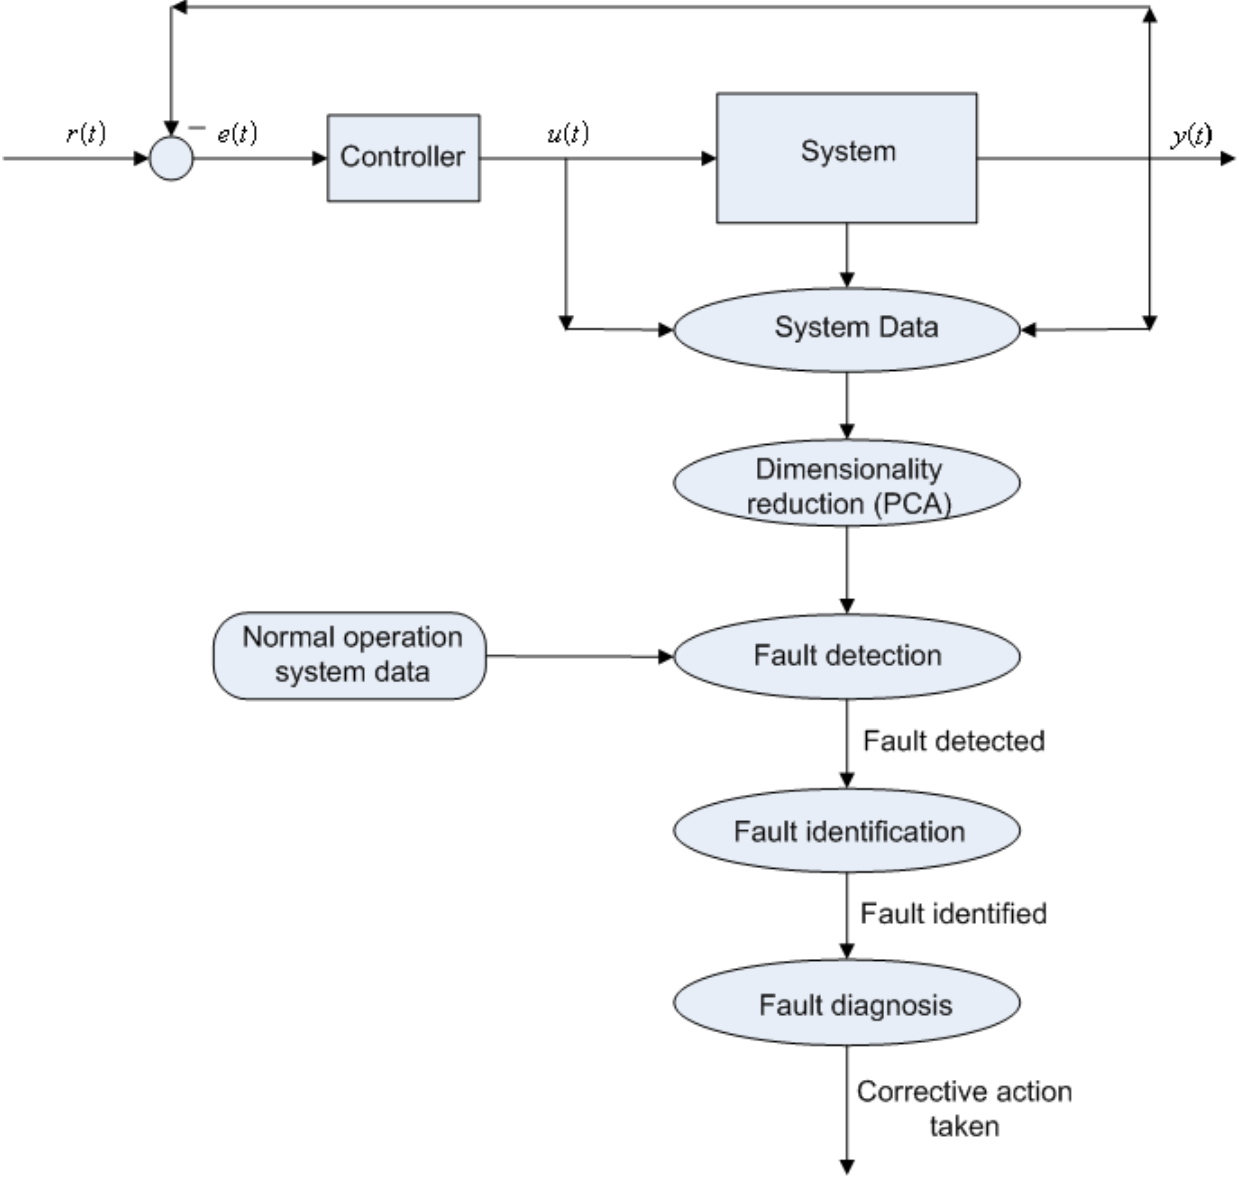 r(t)
− e(t)
Controller
u(t)
System
y(t)
System Data
Dimensionality
reduction (PCA)
Normal operation
system data
Fault detection
Fault detected
Fault identification
Fault identified
Fault diagnosis
Corrective action
taken